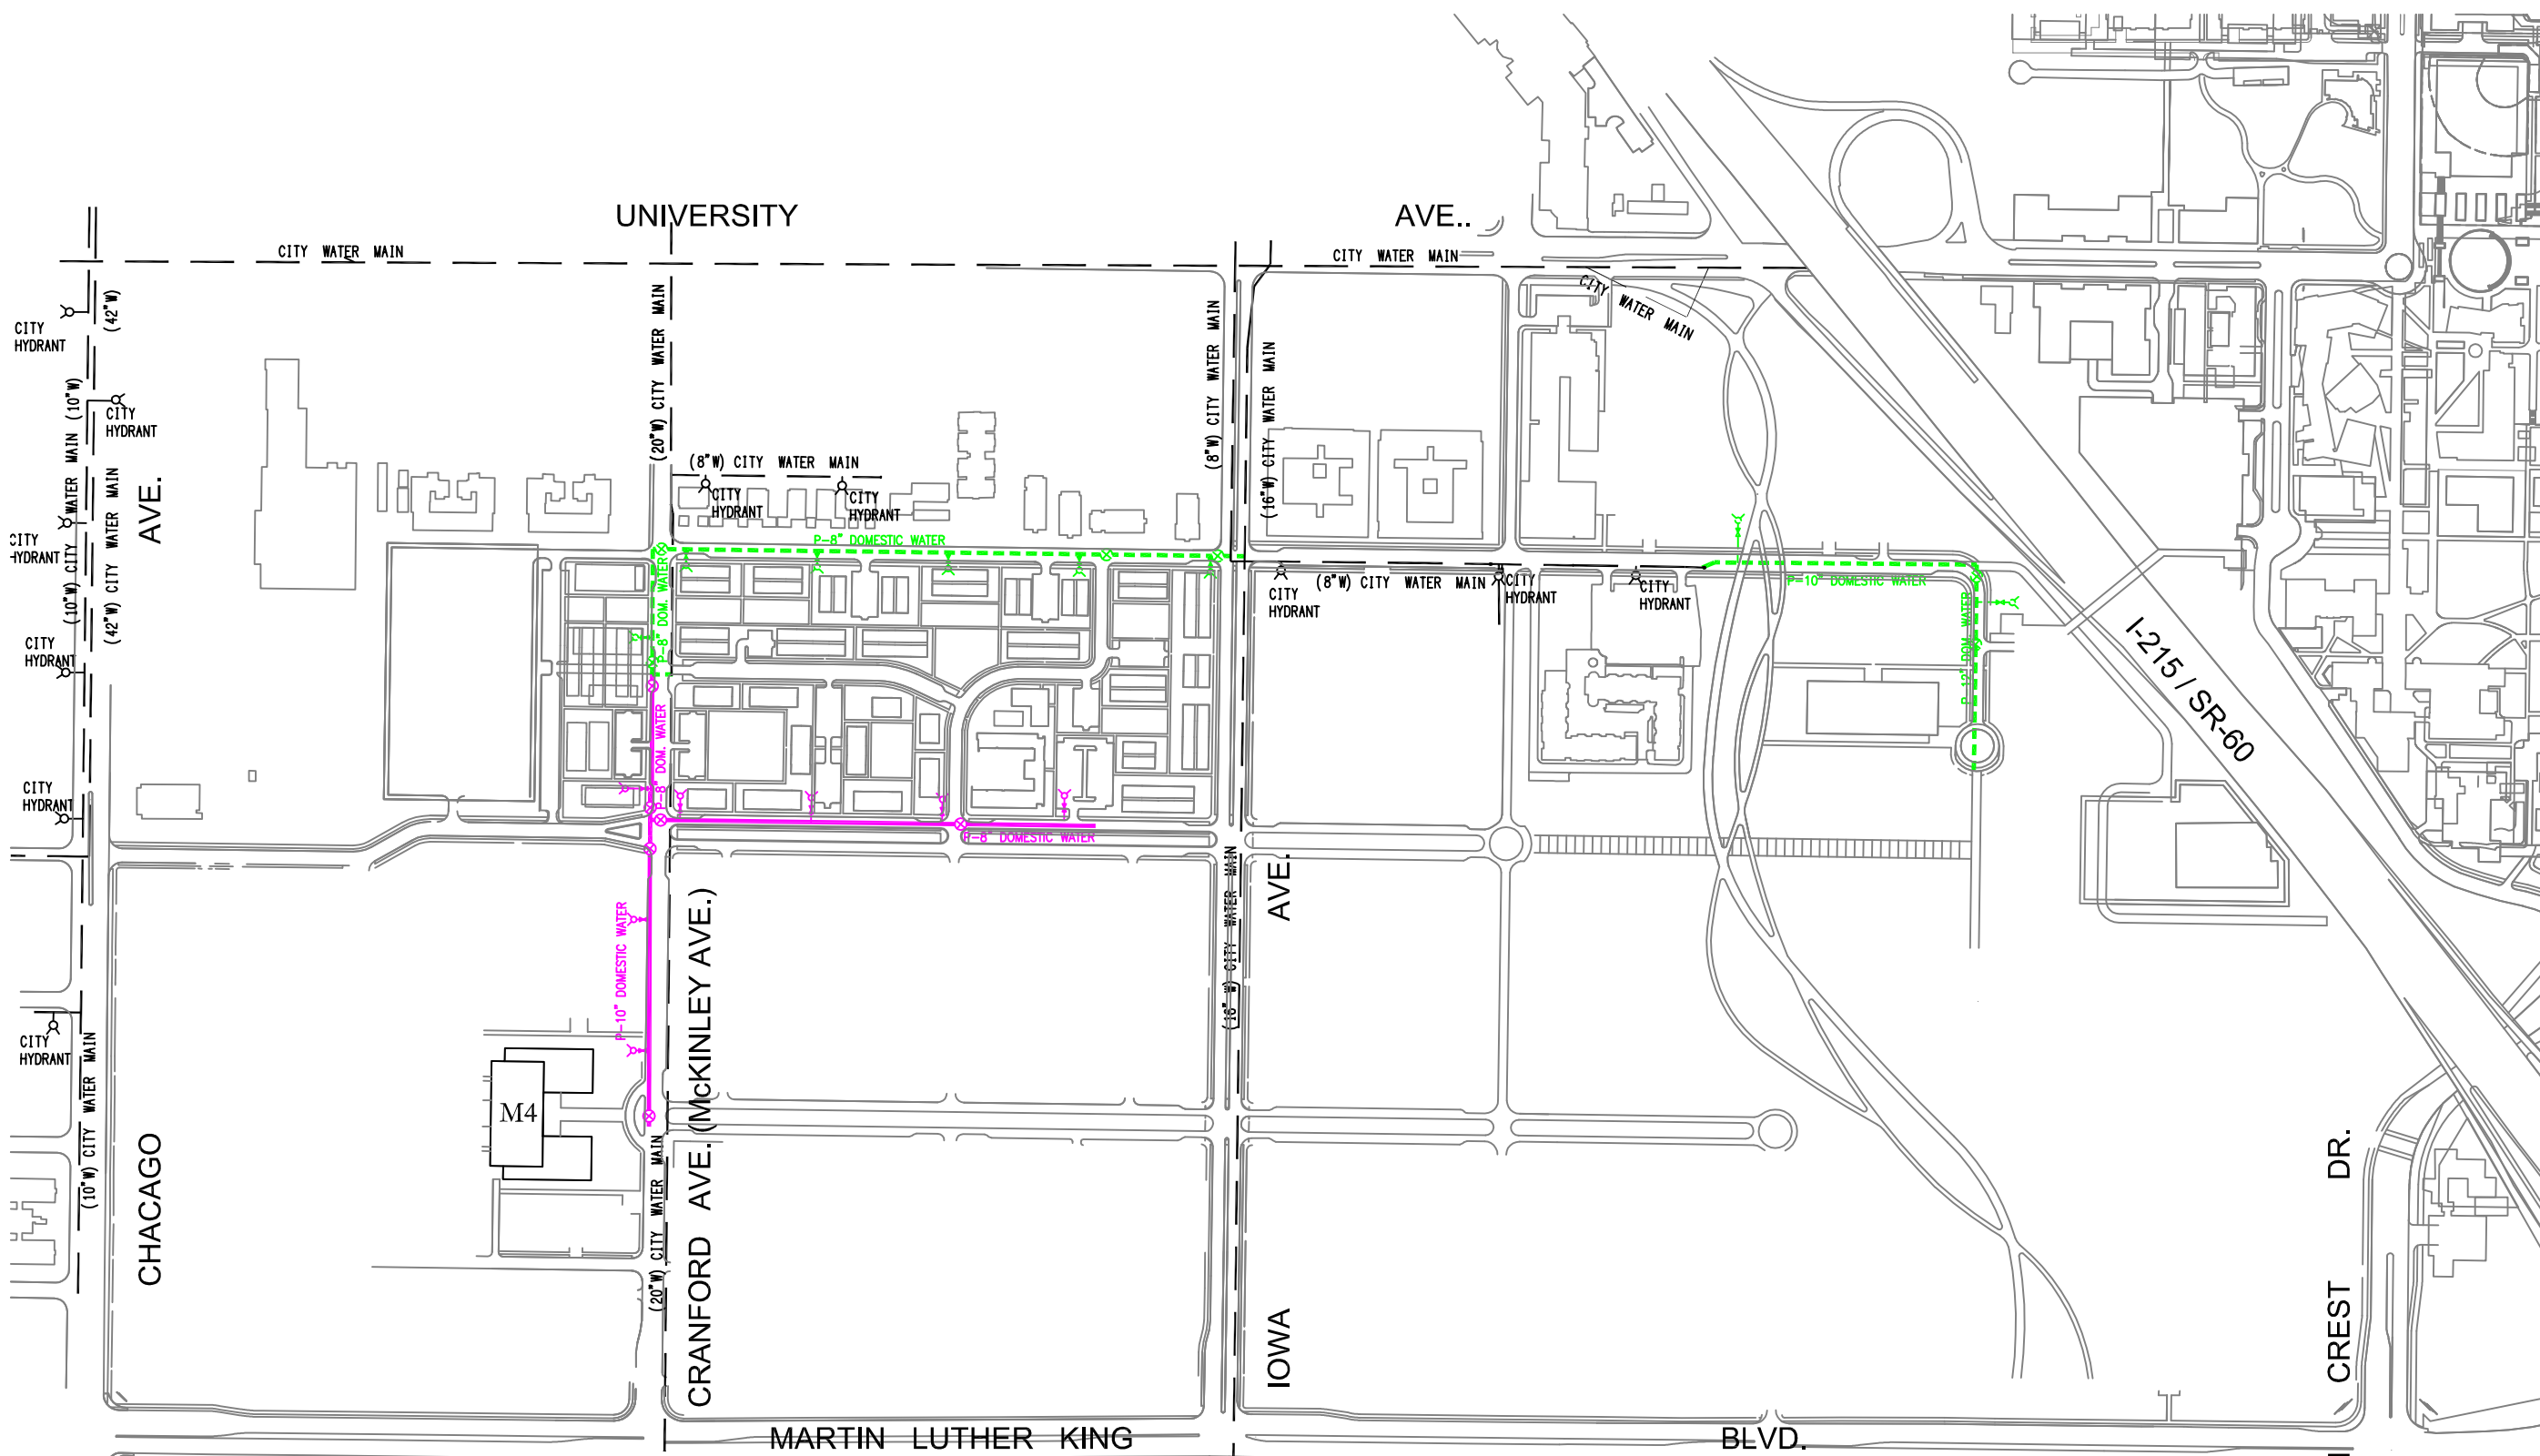 UNIVERSITY
AVE..
CITY WATER MAIN
CITY WATER MAIN
CITY WATER MAIN
(42"W)
CITY
HYDRANT
(20"W) CITY WATER MAIN
(8"W) CITY WATER MAIN
(16"W) CITY WATER MAIN
(10"W) CITY WATER MAIN (10"W)
CITY
HYDRANT
(42"W) CITY WATER MAIN
AVE.
(8"W) CITY WATER MAIN
CITY
HYDRANT
CITY
HYDRANT
CITY
HYDRANT
P-8" DOMESTIC WATER
P-8" DOM. WATER
(8"W) CITY WATER MAIN
CITY
HYDRANT
CITY
HYDRANT
CITY
HYDRANT
P-10" DOMESTIC WATER
P-12" DOM. WATER
I-215 / SR-60
CITY
HYDRANT
P-8" DOM. WATER
CITY
HYDRANT
P-8" DOMESTIC WATER
AVE.
(16"W) CITY WATER MAIN
P-10" DOMESTIC WATER
CITY
HYDRANT
(10"W) CITY WATER MAIN
M4
CHACAGO
CRANFORD AVE. (McKINLEY AVE.)
(20"W) CITY WATER MAIN
IOWA
CREST DR.
MARTIN LUTHER KING
BLVD.